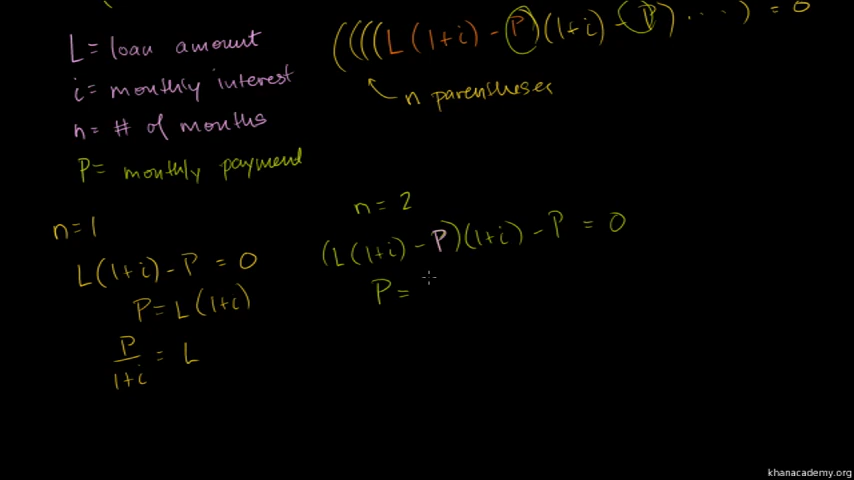 ((((L(1+i) - P)(1+i) - P) ....) = 0
L = loan amount
i = monthly interest
n parentheses
n = # of months
P = monthly payment
n = 1
L(1+i) - P = 0
P = L(1+i)
P/(1+i) = L
n = 2
(L(1+i) - P)(1+i) - P = 0
P =
khanacademy.org